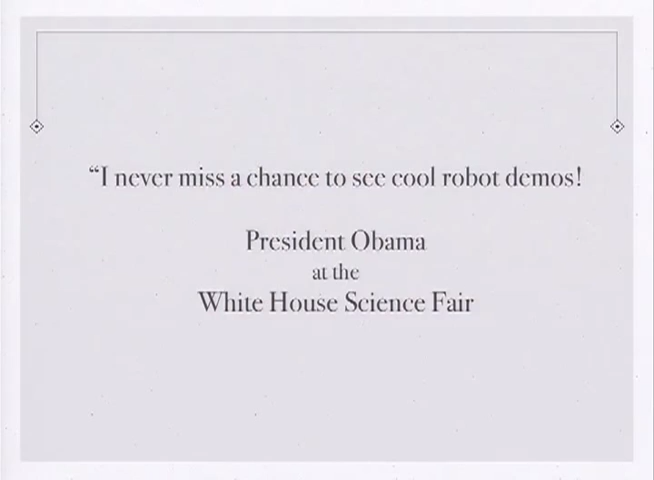 “I never miss a chance to see cool robot demos!
President Obama
at the
White House Science Fair